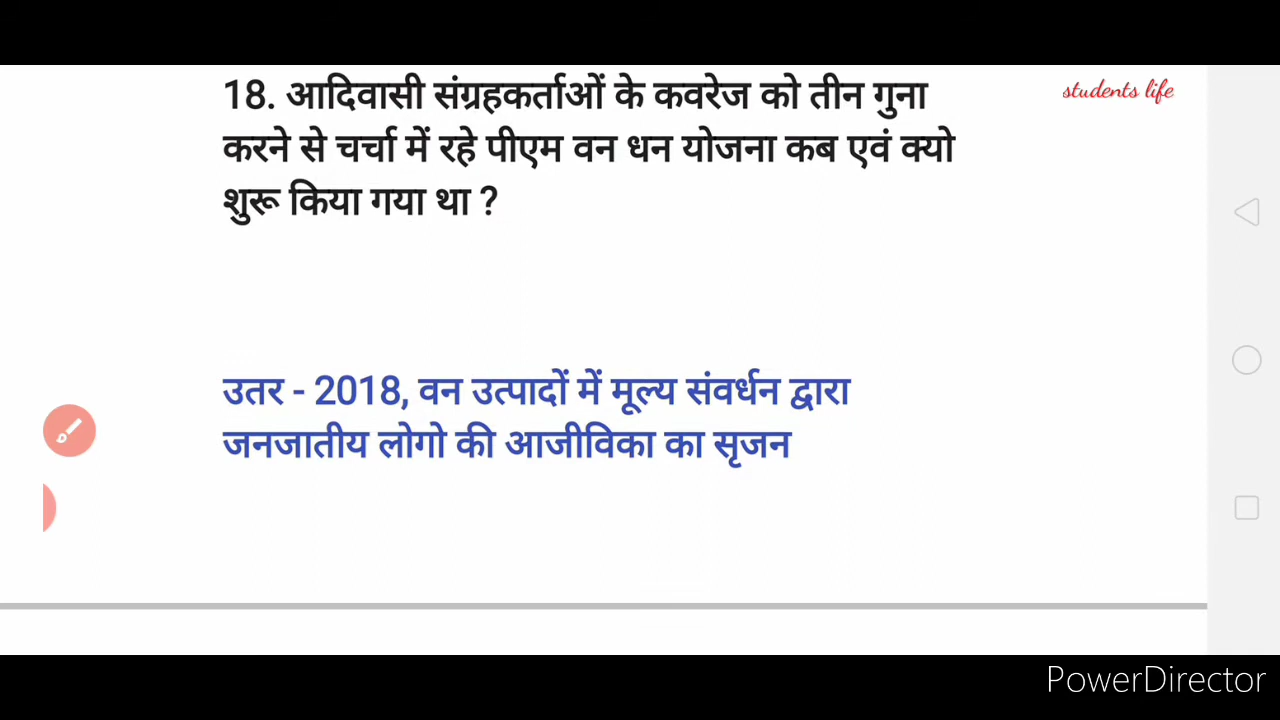 18. आदिवासी संग्रहकर्ताओं के कवरेज को तीन गुना
students life
करने से चर्चा में रहे पीएम वन धन योजना कब एवं क्यो
शुरू किया गया था ?
उतर - 2018, वन उत्पादों में मूल्य संवर्धन द्वारा
जनजातीय लोगो की आजीविका का सृजन
PowerDirector